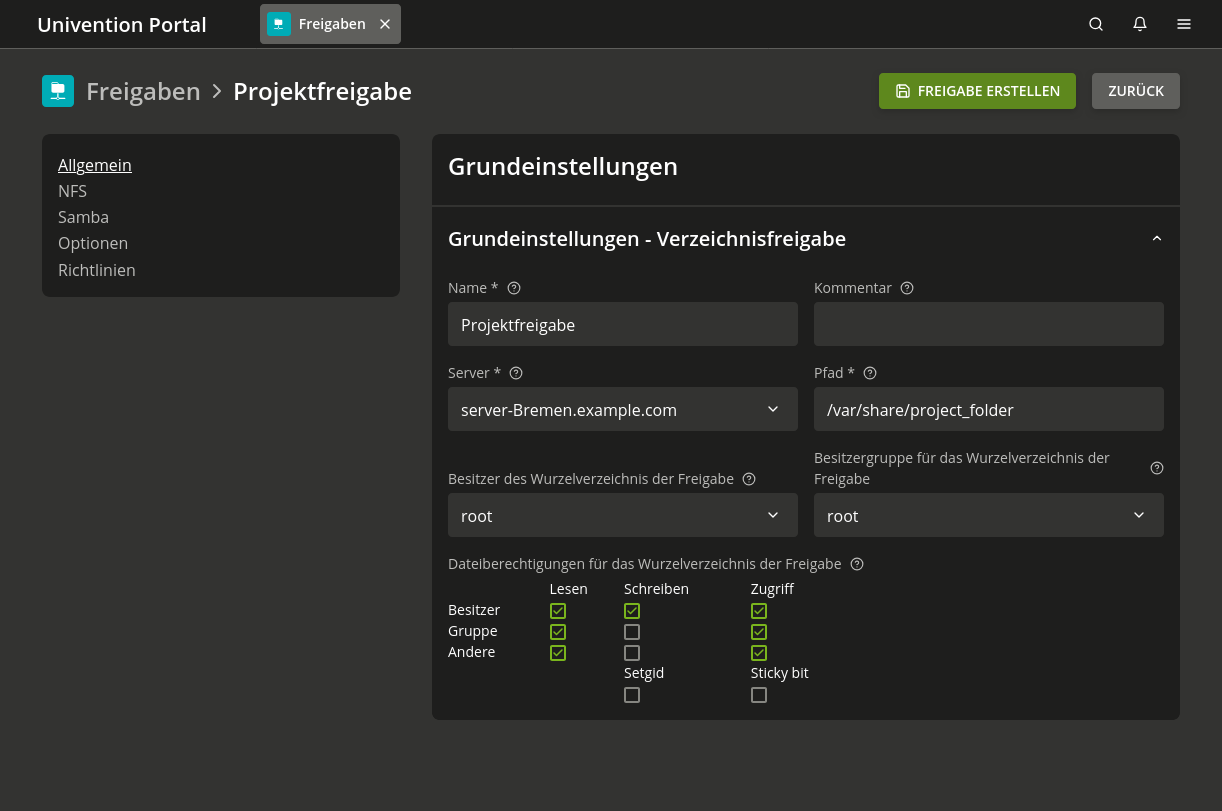 Univention Portal
Freigaben
Freigaben > Projektfreigabe
FREIGABE ERSTELLEN
ZURÜCK
Allgemein
NFS
Samba
Optionen
Richtlinien
Grundeinstellungen
Grundeinstellungen - Verzeichnisfreigabe
Name *
Kommentar
Projektfreigabe
Server *
Pfad *
server-Bremen.example.com
/var/share/project_folder
Besitzer des Wurzelverzeichnis der Freigabe
Besitzergruppe für das Wurzelverzeichnis der
Freigabe
root
root
Dateiberechtigungen für das Wurzelverzeichnis der Freigabe
Lesen Schreiben Zugriff
Besitzer
Gruppe
Andere
Setgid Sticky bit